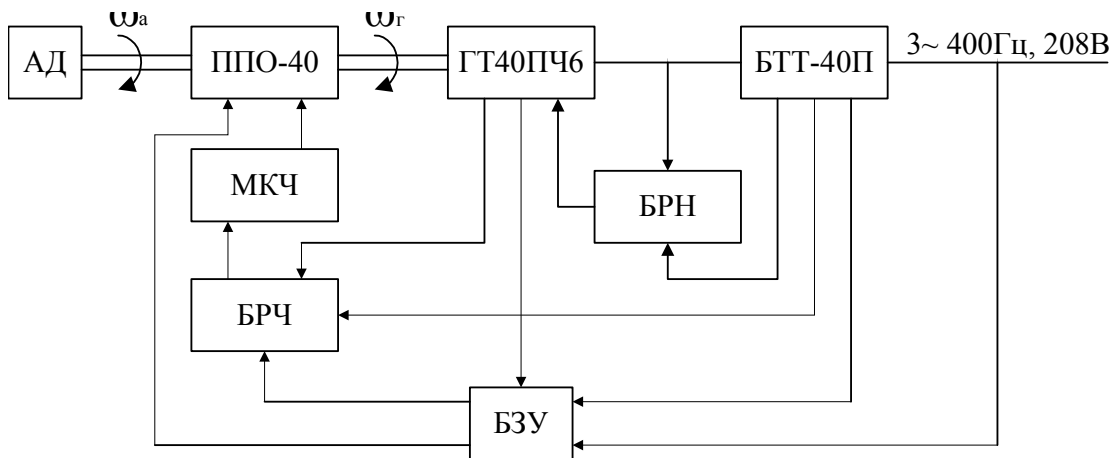 ωа
ωг
АД
ППО-40
ГТ40ПЧ6
БТТ-40П
3~ 400Гц, 208В
МКЧ
БРН
БРЧ
БЗУ